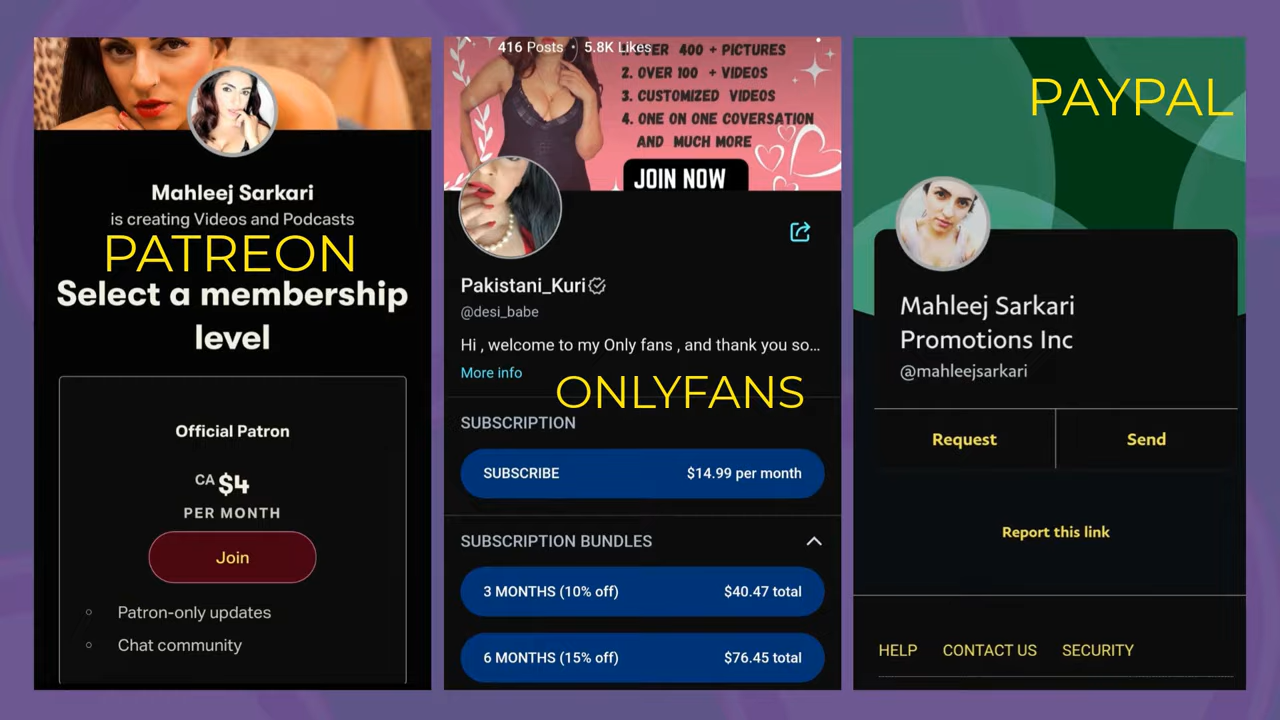 Mahleej Sarkari
is creating Videos and Podcasts
PATREON
Select a membership
level
Official Patron
CA $4
PER MONTH
Join
Patron-only updates
Chat community
416 Posts • 5.8K Likes
1. OVER 400 + PICTURES
2. OVER 100 + VIDEOS
3. CUSTOMIZED VIDEOS
4. ONE ON ONE COVERSATION
AND MUCH MORE
JOIN NOW
Pakistani_Kuri
@desi_babe
Hi , welcome to my Only fans , and thank you so...
More info
ONLYFANS
SUBSCRIPTION
SUBSCRIBE $14.99 per month
SUBSCRIPTION BUNDLES
3 MONTHS (10% off) $40.47 total
6 MONTHS (15% off) $76.45 total
PAYPAL
Mahleej Sarkari
Promotions Inc
@mahleejsarkari
Request Send
Report this link
HELP CONTACT US SECURITY